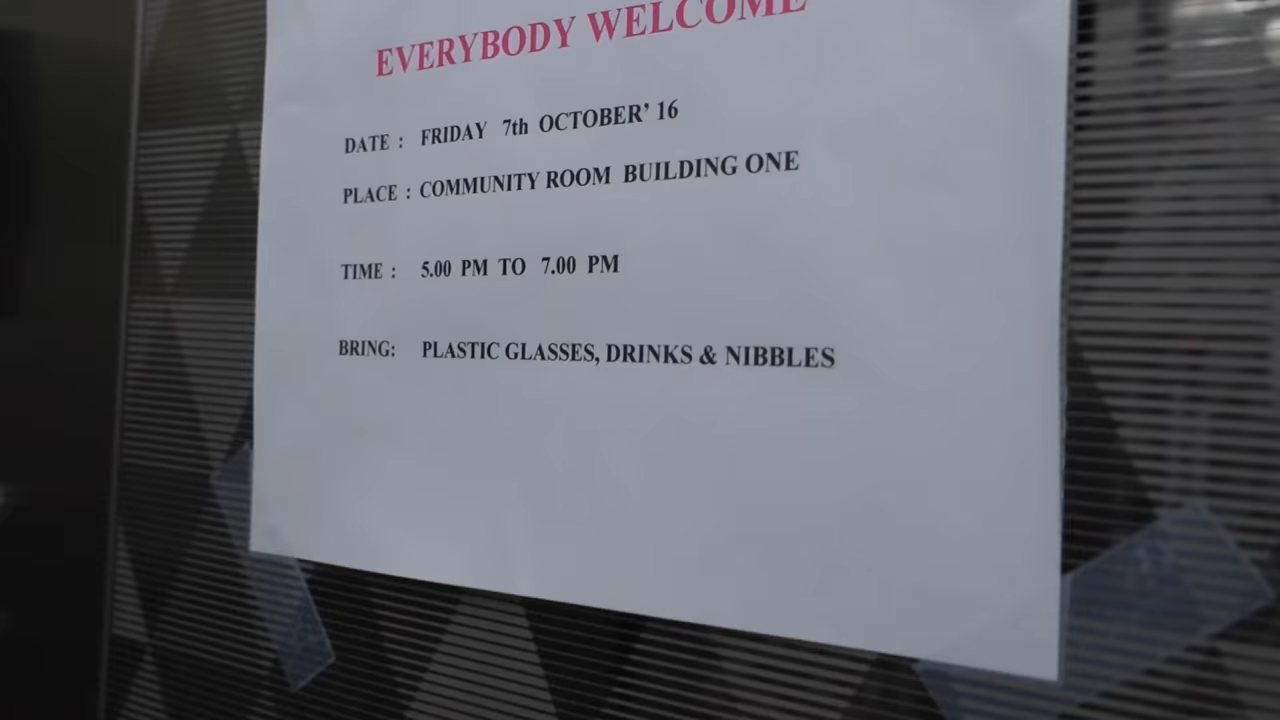 EVERYBODY WELCOME
DATE : FRIDAY 7th OCTOBER' 16
PLACE : COMMUNITY ROOM BUILDING ONE
TIME : 5.00 PM TO 7.00 PM
BRING: PLASTIC GLASSES, DRINKS & NIBBLES